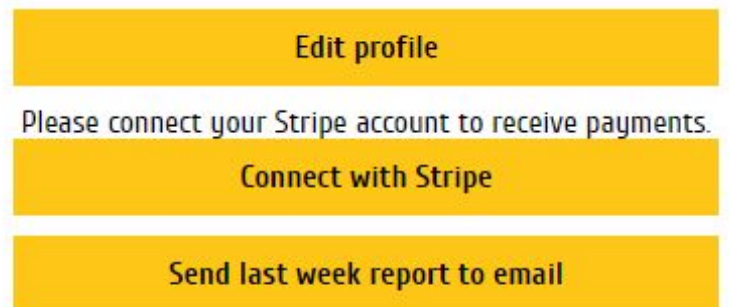 Edit profile
Please connect your Stripe account to receive payments.
Connect with Stripe
Send last week report to email